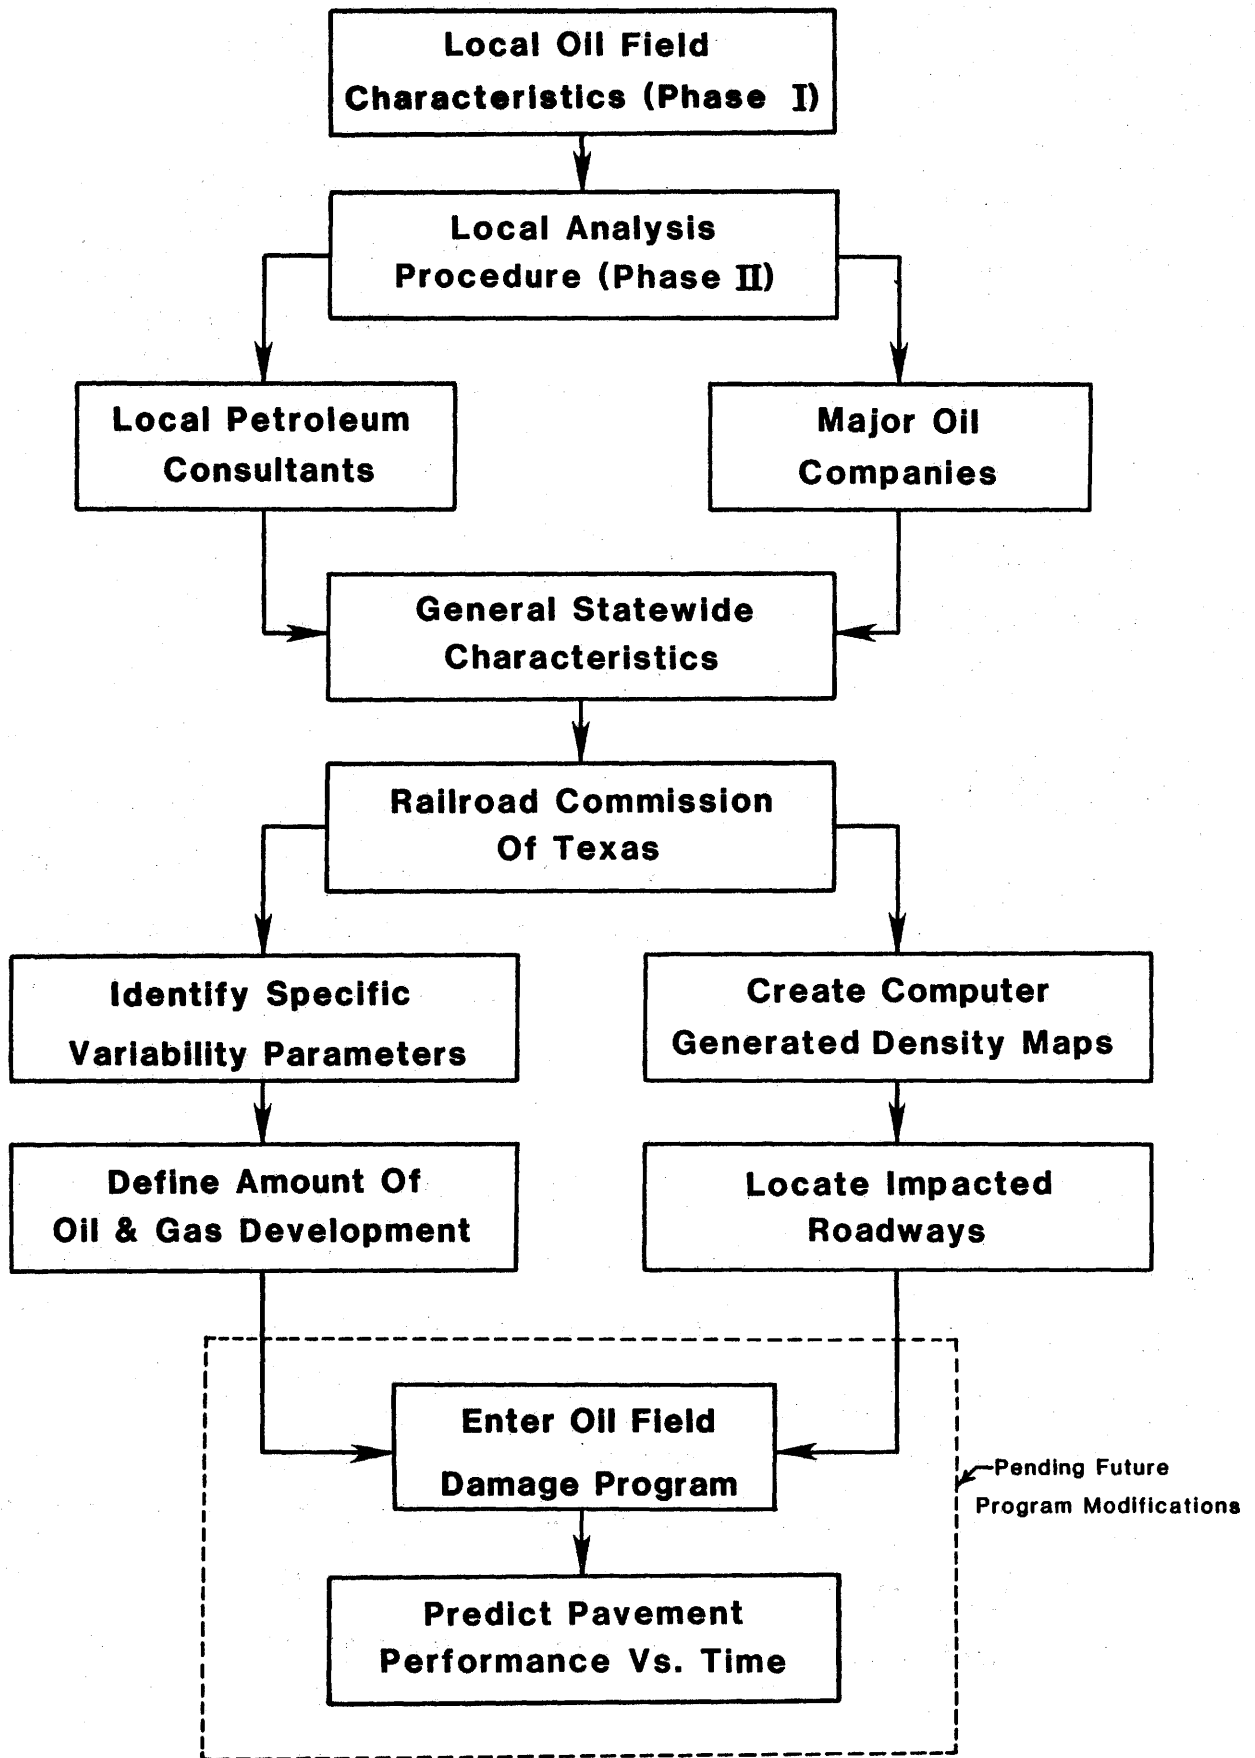 Local Oil Field
Characteristics (Phase I)
Local Analysis
Procedure (Phase II)
Local Petroleum
Consultants
Major Oil
Companies
General Statewide
Characteristics
Railroad Commission
Of Texas
Identify Specific
Variability Parameters
Create Computer
Generated Density Maps
Define Amount Of
Oil & Gas Development
Locate Impacted
Roadways
Enter Oil Field
Damage Program
Pending Future
Program Modifications
Predict Pavement
Performance Vs. Time